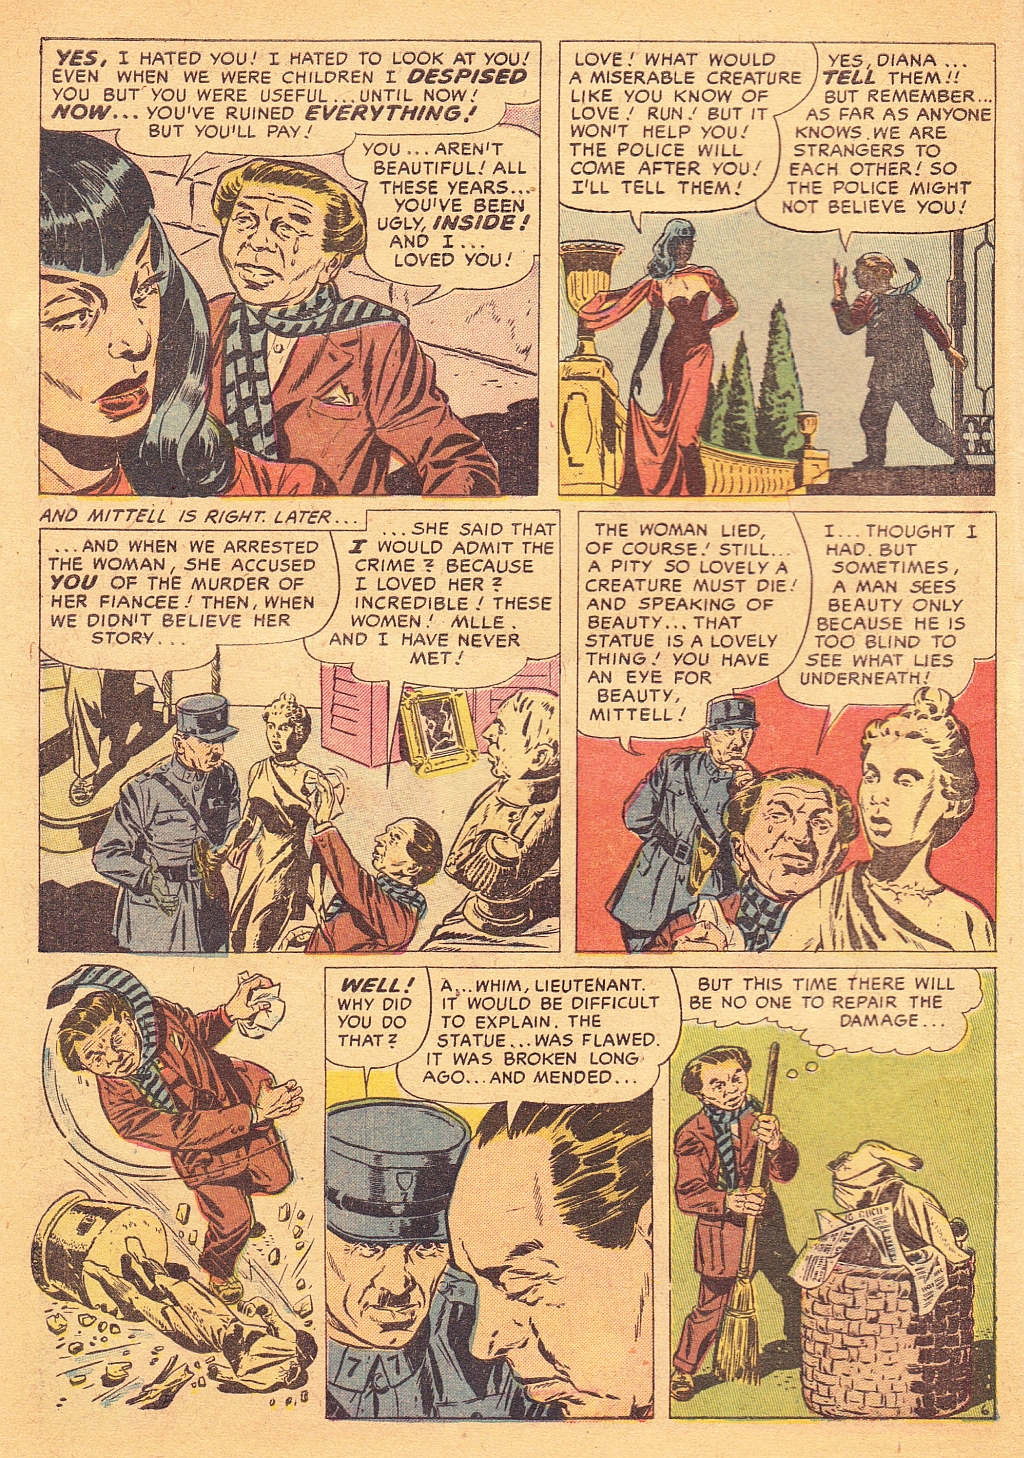 YES, I HATED YOU! I HATED TO LOOK AT YOU!
EVEN WHEN WE WERE CHILDREN I DESPISED
YOU BUT YOU WERE USEFUL... UNTIL NOW!
NOW... YOU'VE RUINED EVERYTHING!
BUT YOU'LL PAY!
YOU... AREN'T
BEAUTIFUL! ALL
THESE YEARS...
YOU'VE BEEN
UGLY, INSIDE!
AND I...
LOVED YOU!
LOVE! WHAT WOULD
A MISERABLE CREATURE
LIKE YOU KNOW OF
LOVE! RUN! BUT IT
WON'T HELP YOU!
THE POLICE WILL
COME AFTER YOU!
I'LL TELL THEM!
YES, DIANA...
TELL THEM!!
BUT REMEMBER...
AS FAR AS ANYONE
KNOWS WE ARE
STRANGERS TO
EACH OTHER! SO
THE POLICE MIGHT
NOT BELIEVE YOU!
AND MITTELL IS RIGHT. LATER...
...AND WHEN WE ARRESTED
THE WOMAN, SHE ACCUSED
YOU OF THE MURDER OF
HER FIANCEE! THEN, WHEN
WE DIDN'T BELIEVE HER
STORY...
...SHE SAID THAT
I WOULD ADMIT THE
CRIME? BECAUSE
I LOVED HER?
INCREDIBLE! THESE
WOMEN! MLLE.
AND I HAVE NEVER
MET!
THE WOMAN LIED,
OF COURSE! STILL...
A PITY SO LOVELY A
CREATURE MUST DIE!
AND SPEAKING OF
BEAUTY... THAT
STATUE IS A LOVELY
THING! YOU HAVE
AN EYE FOR
BEAUTY,
MITTELL!
I... THOUGHT I
HAD. BUT
SOMETIMES,
A MAN SEES
BEAUTY ONLY
BECAUSE HE IS
TOO BLIND TO
SEE WHAT LIES
UNDERNEATH!
WELL!
WHY DID
YOU DO
THAT?
A...WHIM, LIEUTENANT.
IT WOULD BE DIFFICULT
TO EXPLAIN. THE
STATUE... WAS FLAWED.
IT WAS BROKEN LONG
AGO...AND MENDED...
7 7
BUT THIS TIME THERE WILL
BE NO ONE TO REPAIR THE
DAMAGE...
6